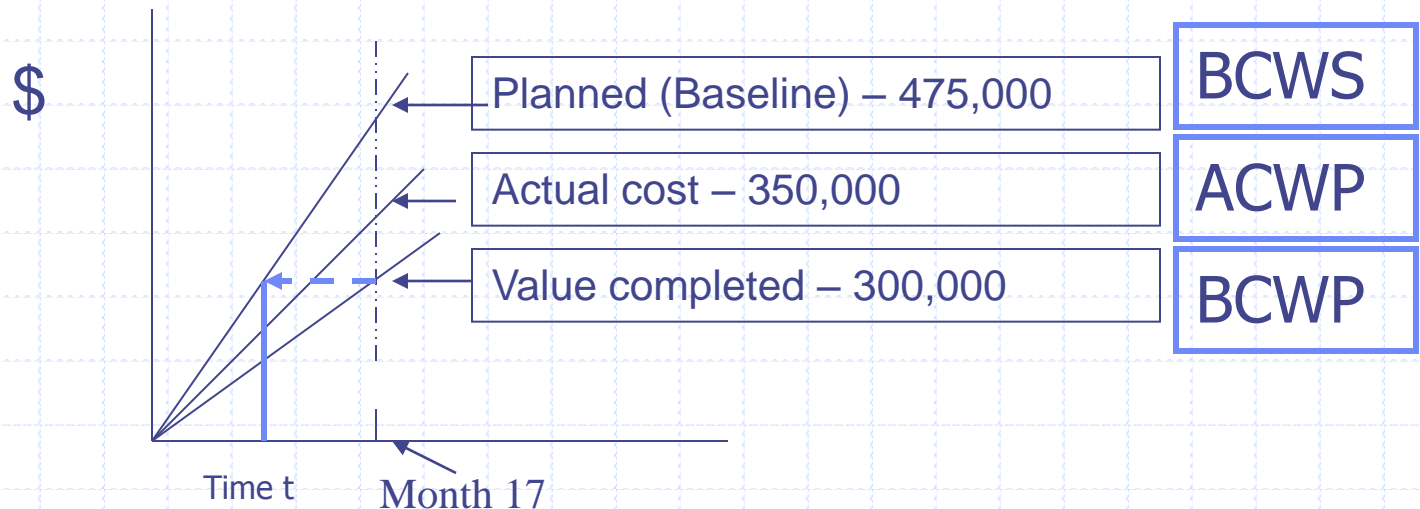 $
Planned (Baseline) – 475,000
BCWS
Actual cost – 350,000
ACWP
Value completed – 300,000
BCWP
Time t
Month 17